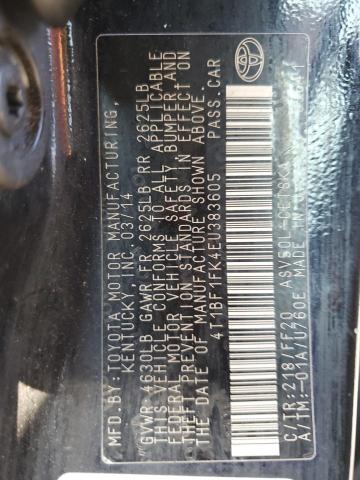 MFD.BY:TOYOTA MOTOR MANUFACTURING,
KENTUCKY, INC. 03/14
GVWR 4630LB GAWR-FR 2625LB RR 2625LB
THIS VEHICLE CONFORMS TO ALL APPLICABLE
FEDERAL MOTOR VEHICLE SAFETY, BUMPER AND
THEFT PREVENTION STANDARDS IN EFFECT ON
THE DATE OF MANUFACTURE SHOWN ABOVE.
4T1BF1FK4EU383605 PASS.CAR
C/TR:218/FF20 ASV50L-
A/TM:-01A/U760E MADE IN